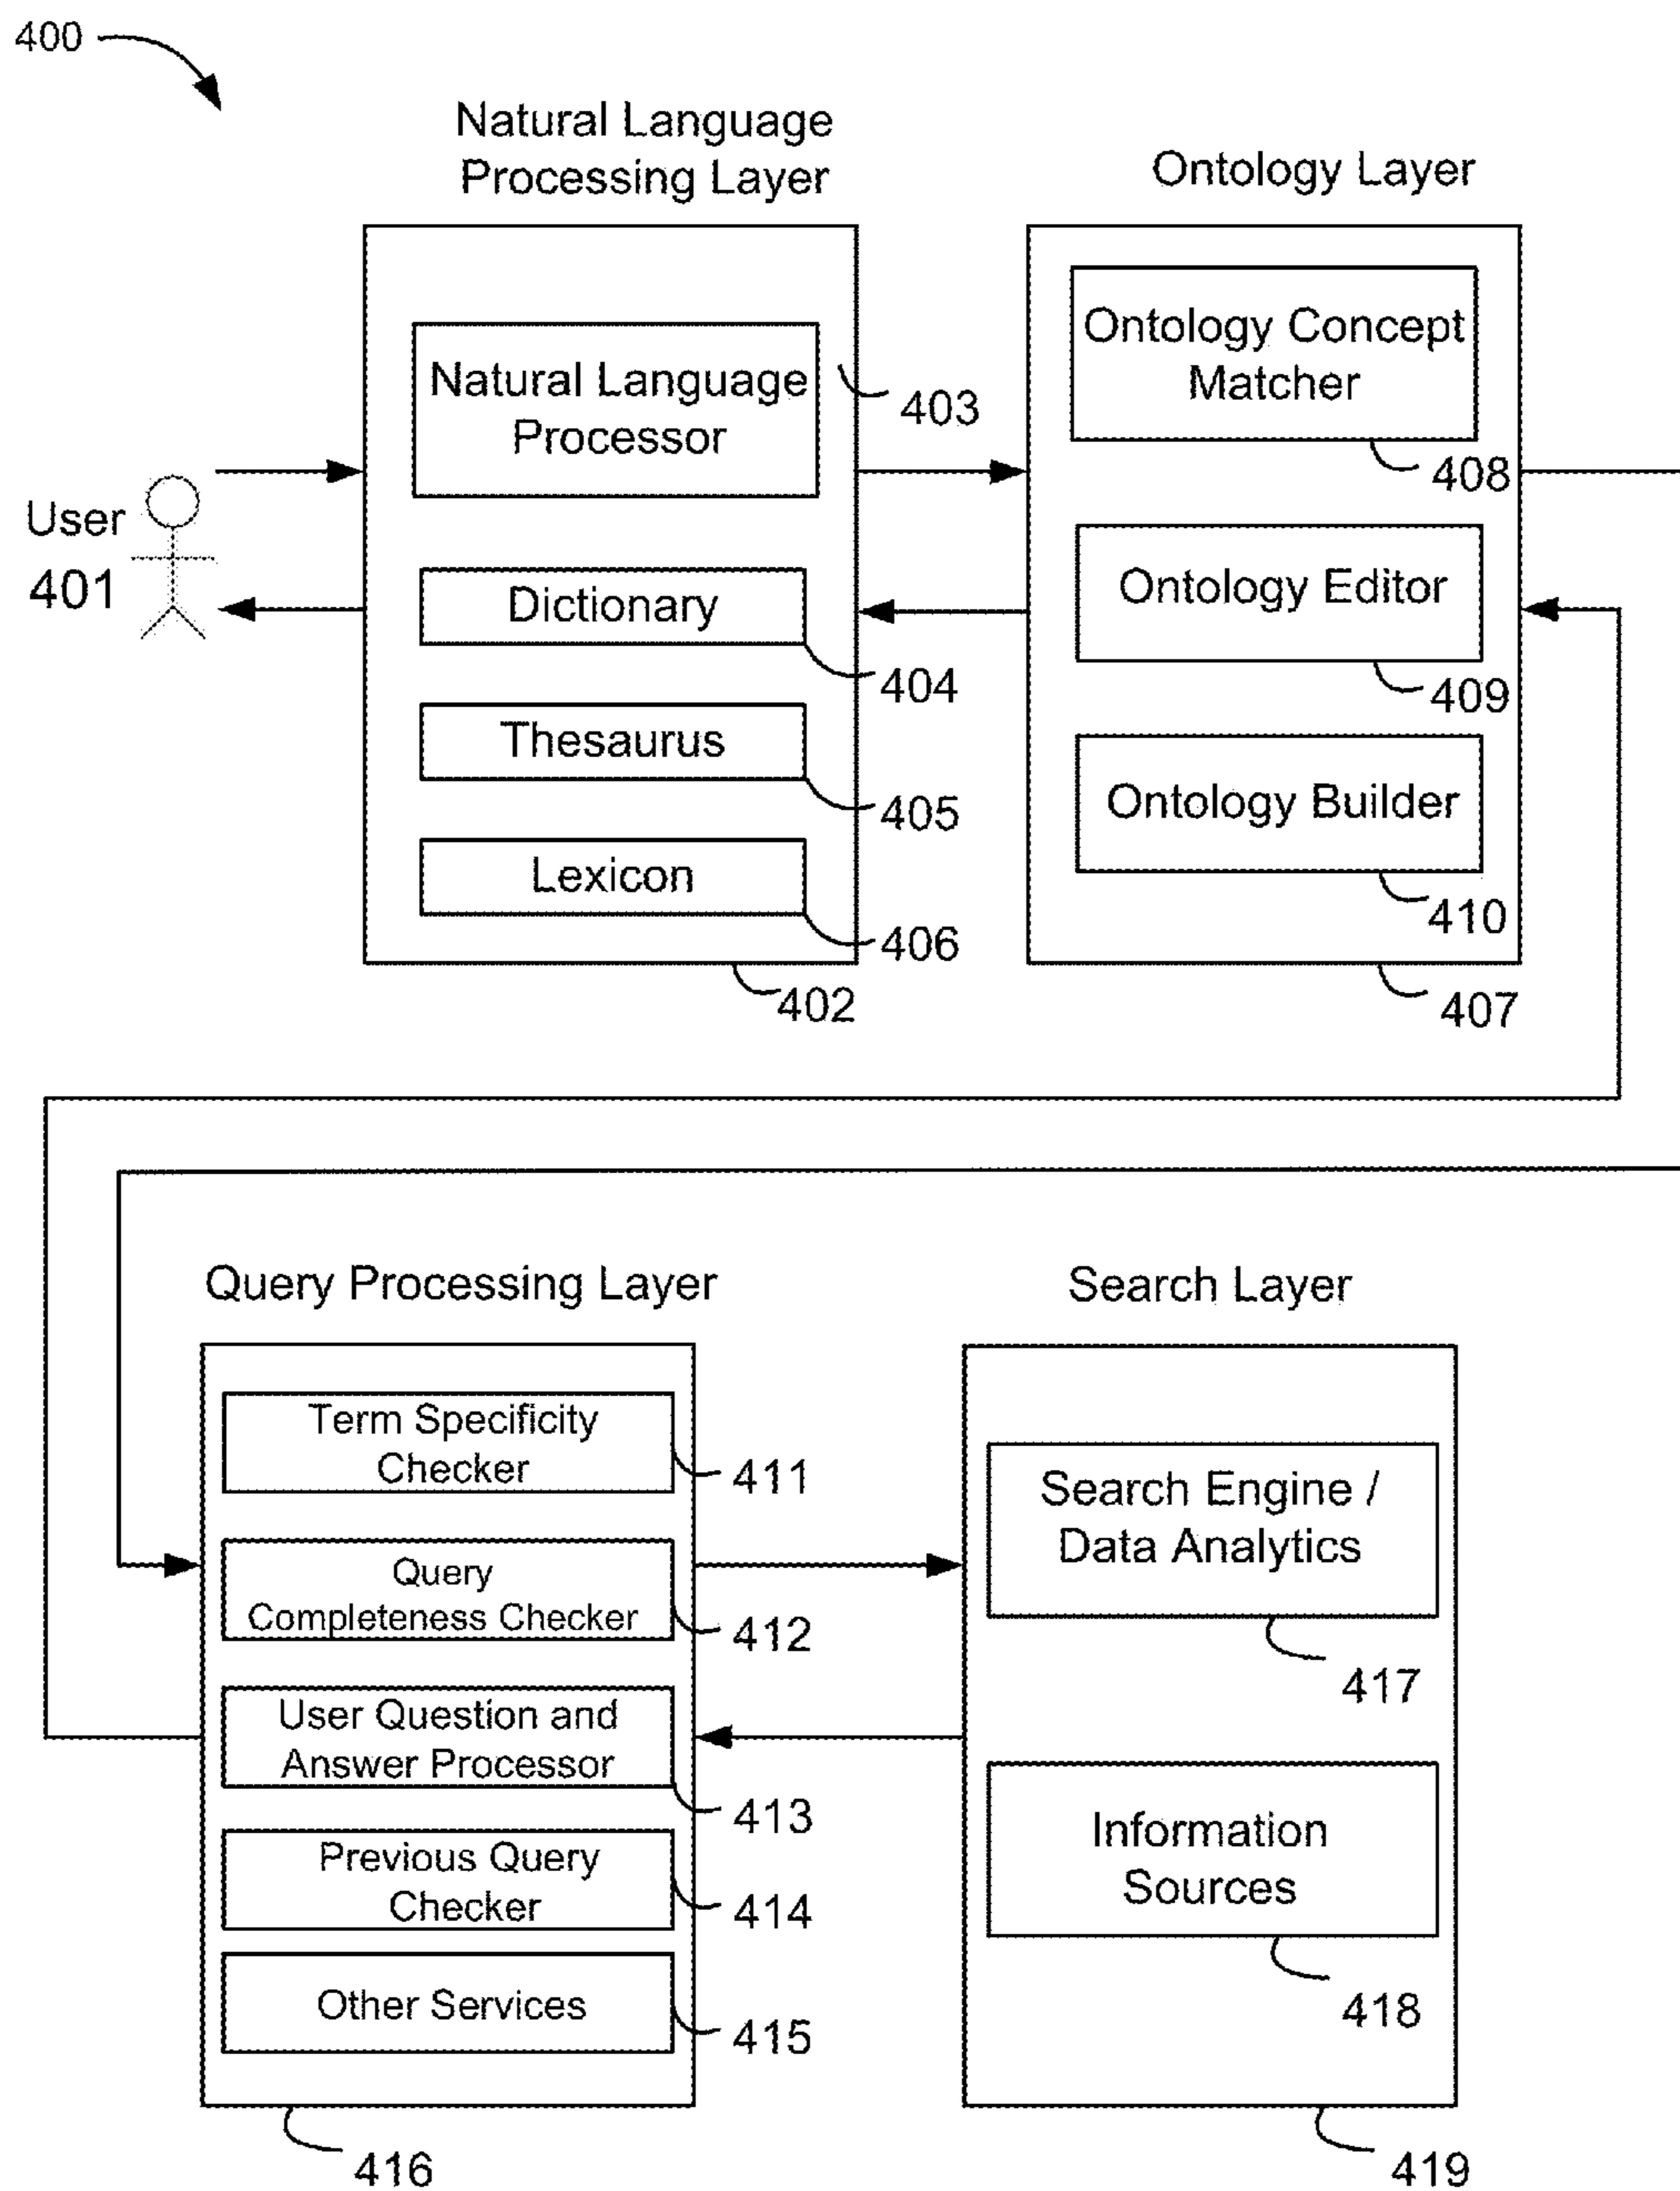 400
Natural Language
Processing Layer
Ontology Layer
Natural Language
Processor
403
Ontology Concept
Matcher
408
User
401
Dictionary
404
Ontology Editor
409
Thesaurus
405
Ontology Builder
410
Lexicon
406
402
407
Query Processing Layer
Search Layer
Term Specificity
Checker
411
Search Engine /
Data Analytics
417
Query
Completeness Checker
412
User Question and
Answer Processor
413
Information
Sources
418
Previous Query
Checker
414
Other Services
415
416
419